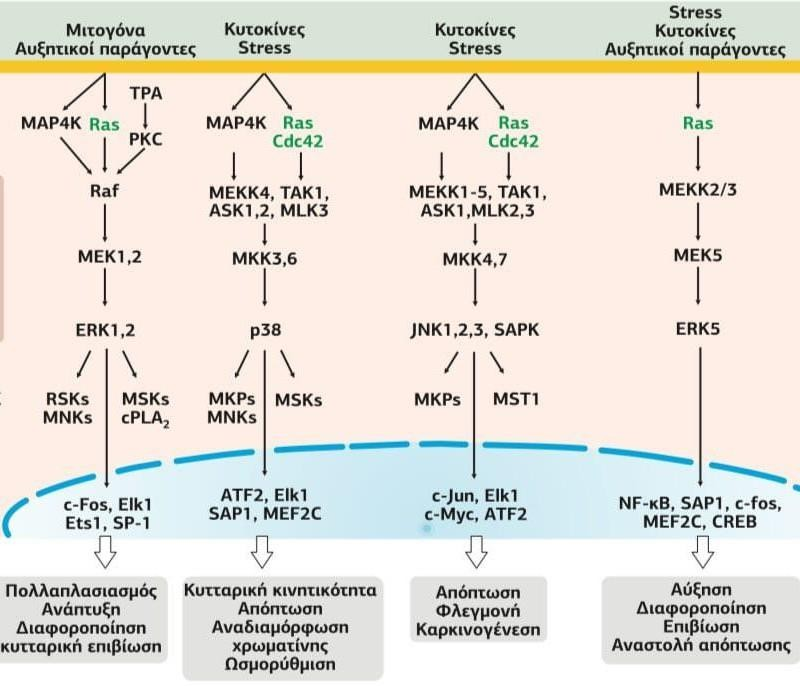 Μιτογόνα
Αυξητικοί παράγοντες
TPA
MAP4K Ras
PKC
Raf
MEK1,2
ERK1,2
RSKs
MNKs
MSKs
cPLA₂
c-Fos, Elk1
Ets1, SP-1
Πολλαπλασιασμός
Ανάπτυξη
Διαφοροποίηση
κυτταρική επιβίωση
Κυτοκίνες
Stress
MAP4K Ras
Cdc42
MEKK4, TAK1,
ASK1,2, MLK3
MKK3,6
p38
MKPs
MNKs
MSKs
ATF2, Elk1
SAP1, MEF2C
Κυτταρική κινητικότητα
Απόπτωση
Αναδιαμόρφωση
χρωματίνης
Ωσμορύθμιση
Κυτοκίνες
Stress
MAP4K Ras
Cdc42
MEKK1-5, TAK1,
ASK1,MLK2,3
MKK4,7
JNK1,2,3, SAPK
MKPs
MST1
c-Jun, Elk1
c-Myc, ATF2
Απόπτωση
Φλεγμονή
Καρκινογένεση
Stress
Κυτοκίνες
Αυξητικοί παράγοντες
Ras
MEKK2/3
MEK5
ERK5
NF-κB, SAP1, c-fos,
MEF2C, CREB
Αύξηση
Διαφοροποίηση
Επιβίωση
Αναστολή απόπτωσης